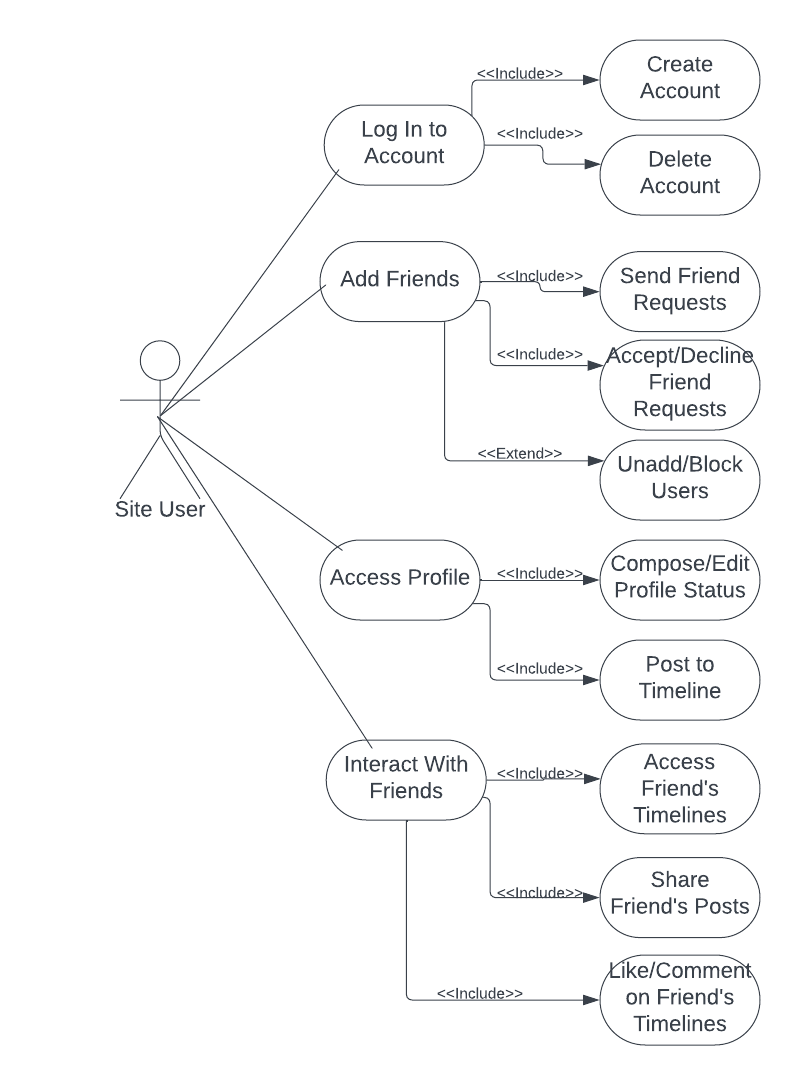 <<Include>>
Create
Account
Log In to
Account
<<Include>>
Delete
Account
Add Friends
<<Include>>
Send Friend
Requests
<<Include>>
Accept/Decline
Friend
Requests
<<Extend>>
Unadd/Block
Users
Site User
Access Profile
<<Include>>
Compose/Edit
Profile Status
<<Include>>
Post to
Timeline
Interact With
Friends
<<Include>>
Access
Friend's
Timelines
<<Include>>
Share
Friend's Posts
<<Include>>
Like/Comment
on Friend's
Timelines